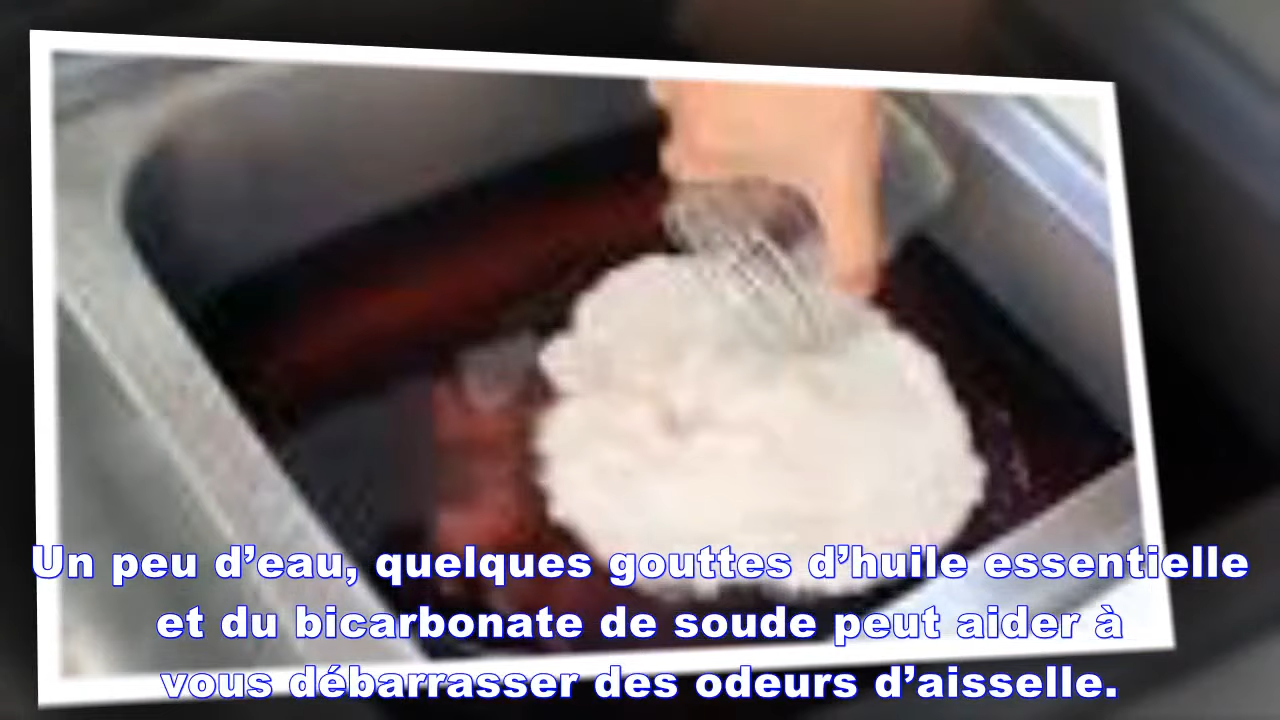 Un peu d’eau, quelques gouttes d’huile essentielle
et du bicarbonate de soude peut aider à
vous débarrasser des odeurs d’aisselle.